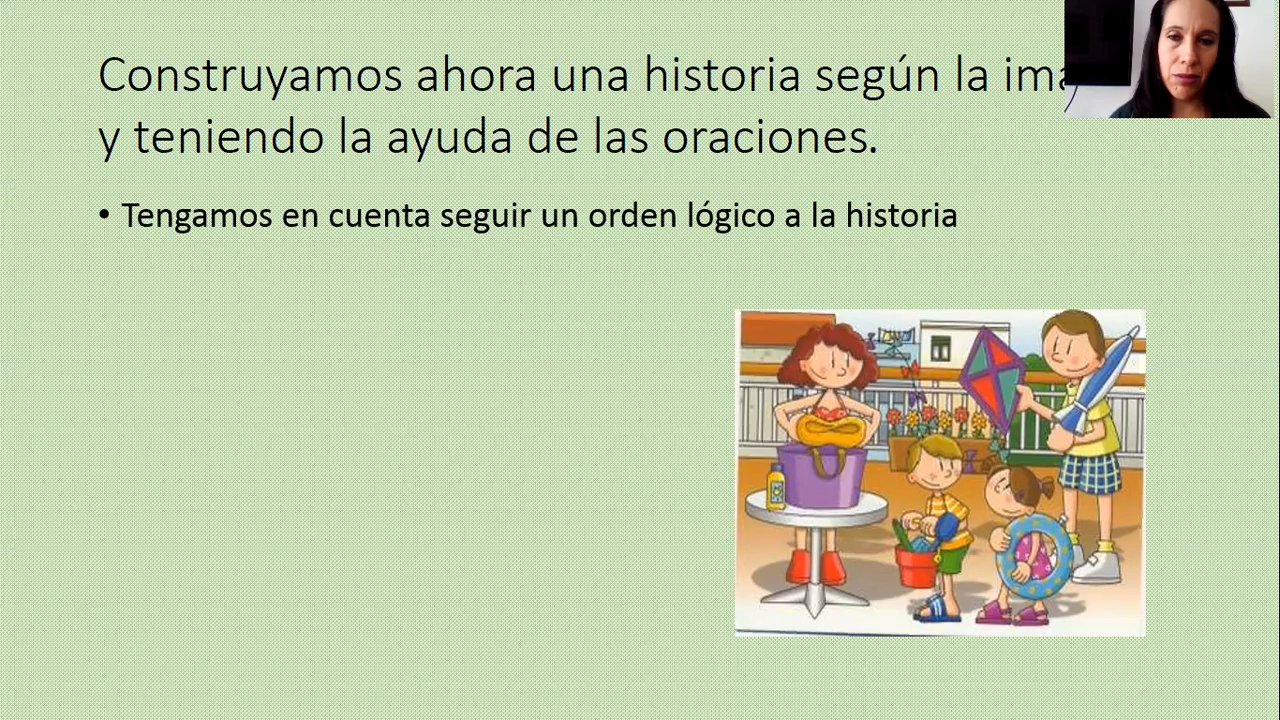 Construyamos ahora una historia según la
y teniendo la ayuda de las oraciones.
• Tengamos en cuenta seguir un orden lógico a la historia